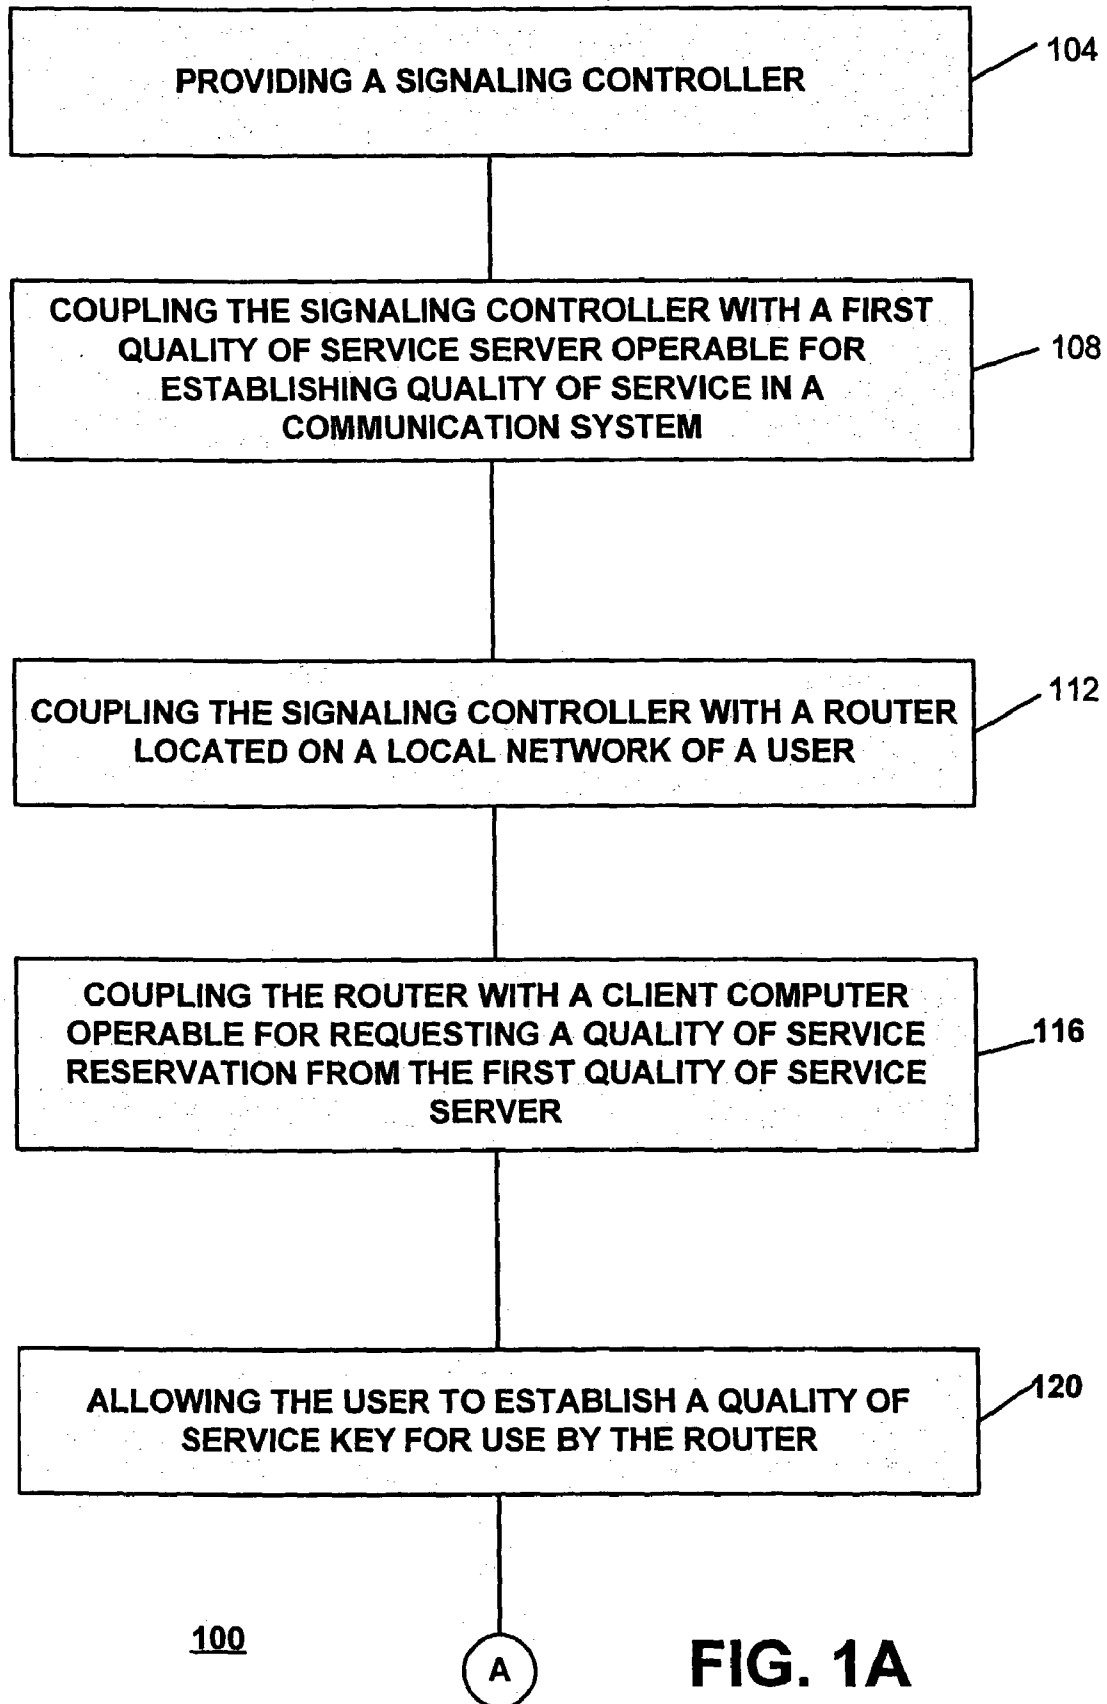 PROVIDING A SIGNALING CONTROLLER
104
COUPLING THE SIGNALING CONTROLLER WITH A FIRST
QUALITY OF SERVICE SERVER OPERABLE FOR
ESTABLISHING QUALITY OF SERVICE IN A
COMMUNICATION SYSTEM
108
COUPLING THE SIGNALING CONTROLLER WITH A ROUTER
LOCATED ON A LOCAL NETWORK OF A USER
112
COUPLING THE ROUTER WITH A CLIENT COMPUTER
OPERABLE FOR REQUESTING A QUALITY OF SERVICE
RESERVATION FROM THE FIRST QUALITY OF SERVICE
SERVER
116
ALLOWING THE USER TO ESTABLISH A QUALITY OF
SERVICE KEY FOR USE BY THE ROUTER
120
100
A
FIG. 1A